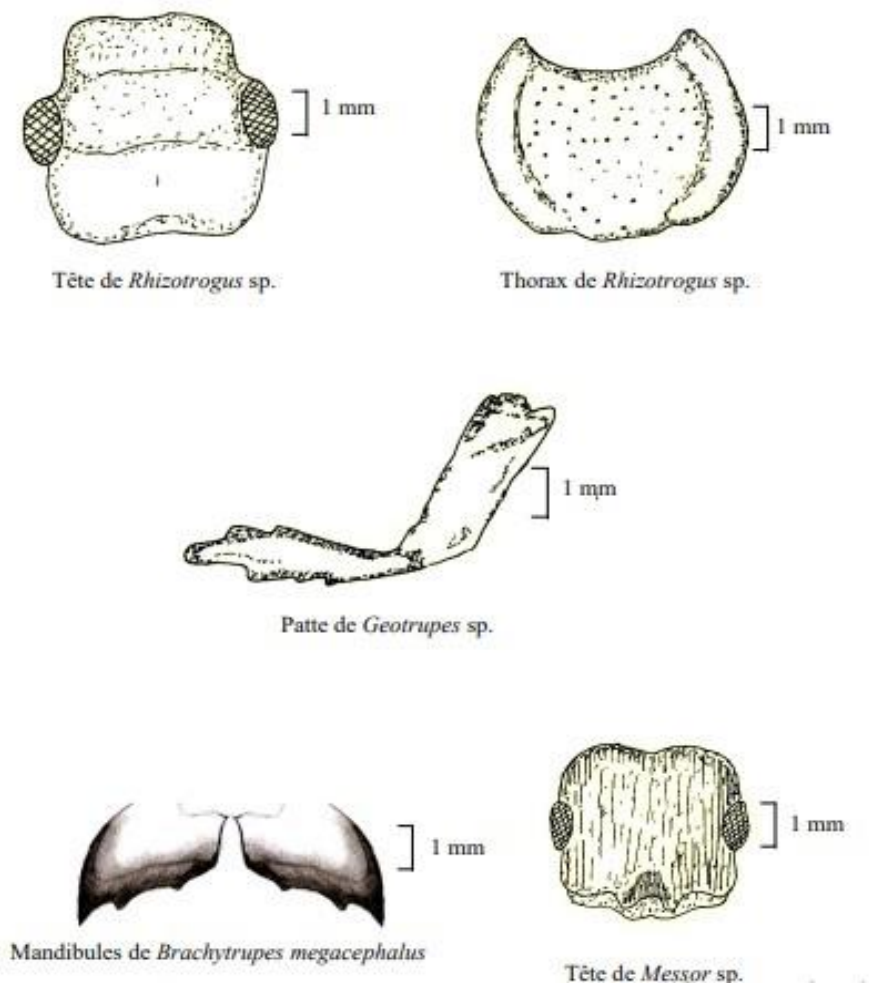 1 mm
1 mm
Tête de Rhizotrogus sp.
Thorax de Rhizotrogus sp.
1 mm
Patte de Geotrupes sp.
1 mm
1 mm
Mandibules de Brachytrupes megacephalus
Tête de Messor sp.